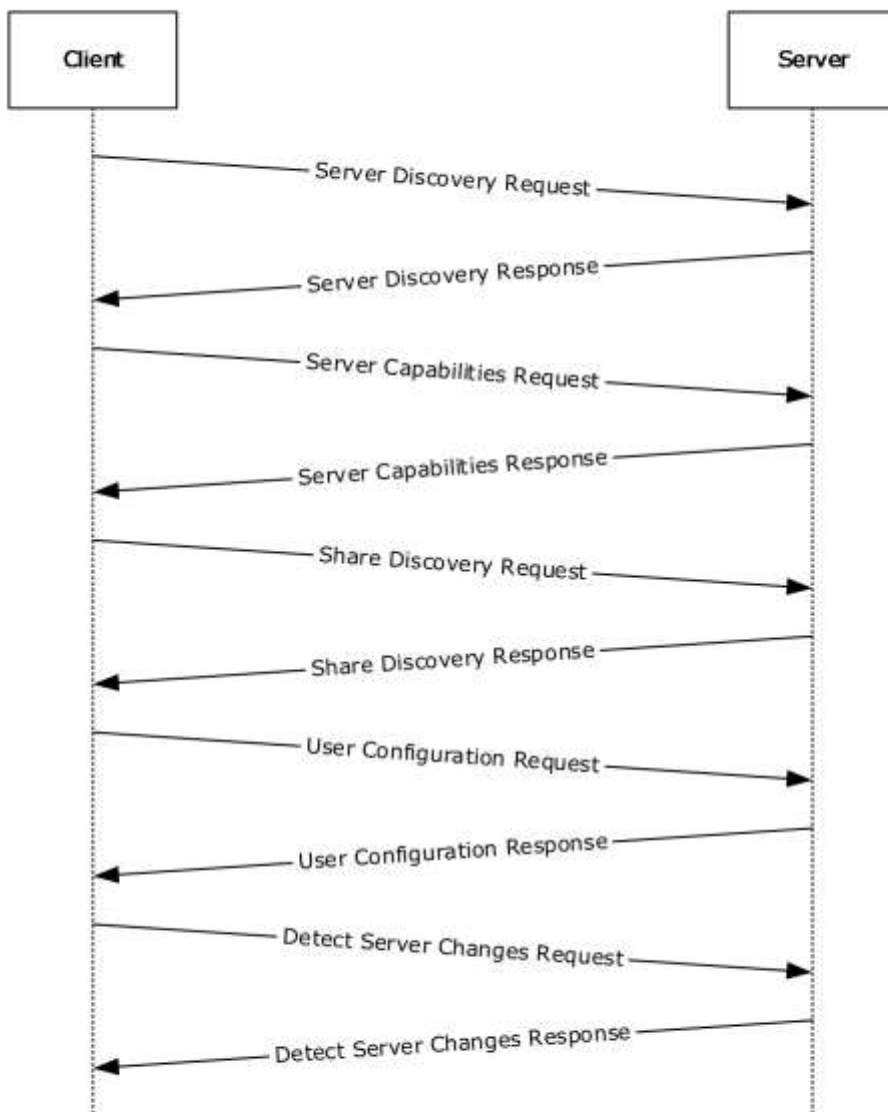 Client
Server
Server Discovery Request
Server Discovery Response
Server Capabilities Request
Server Capabilities Response
Share Discovery Request
Share Discovery Response
User Configuration Request
User Configuration Response
Detect Server Changes Request
Detect Server Changes Response